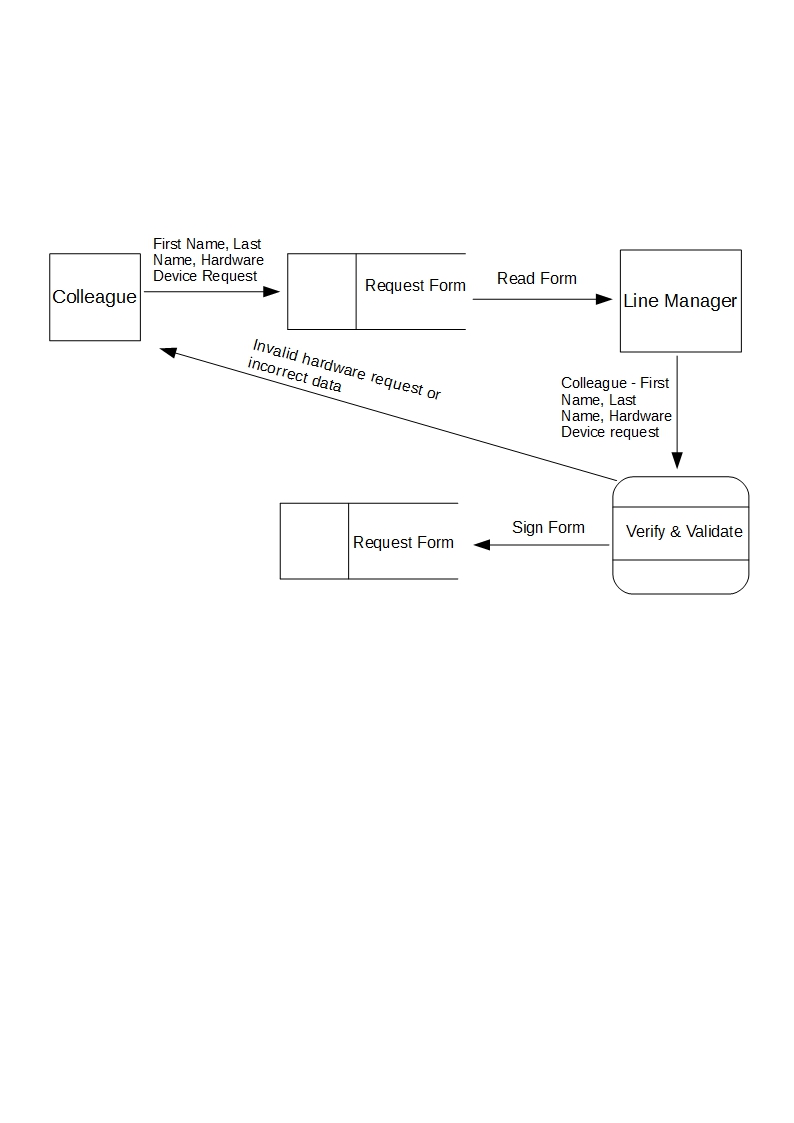 First Name, Last
Name, Hardware
Device Request
Colleague
Request Form
Read Form
Line Manager
Invalid hardware request or
incorrect data
Colleague - First
Name, Last
Name, Hardware
Device request
Verify & Validate
Sign Form
Request Form